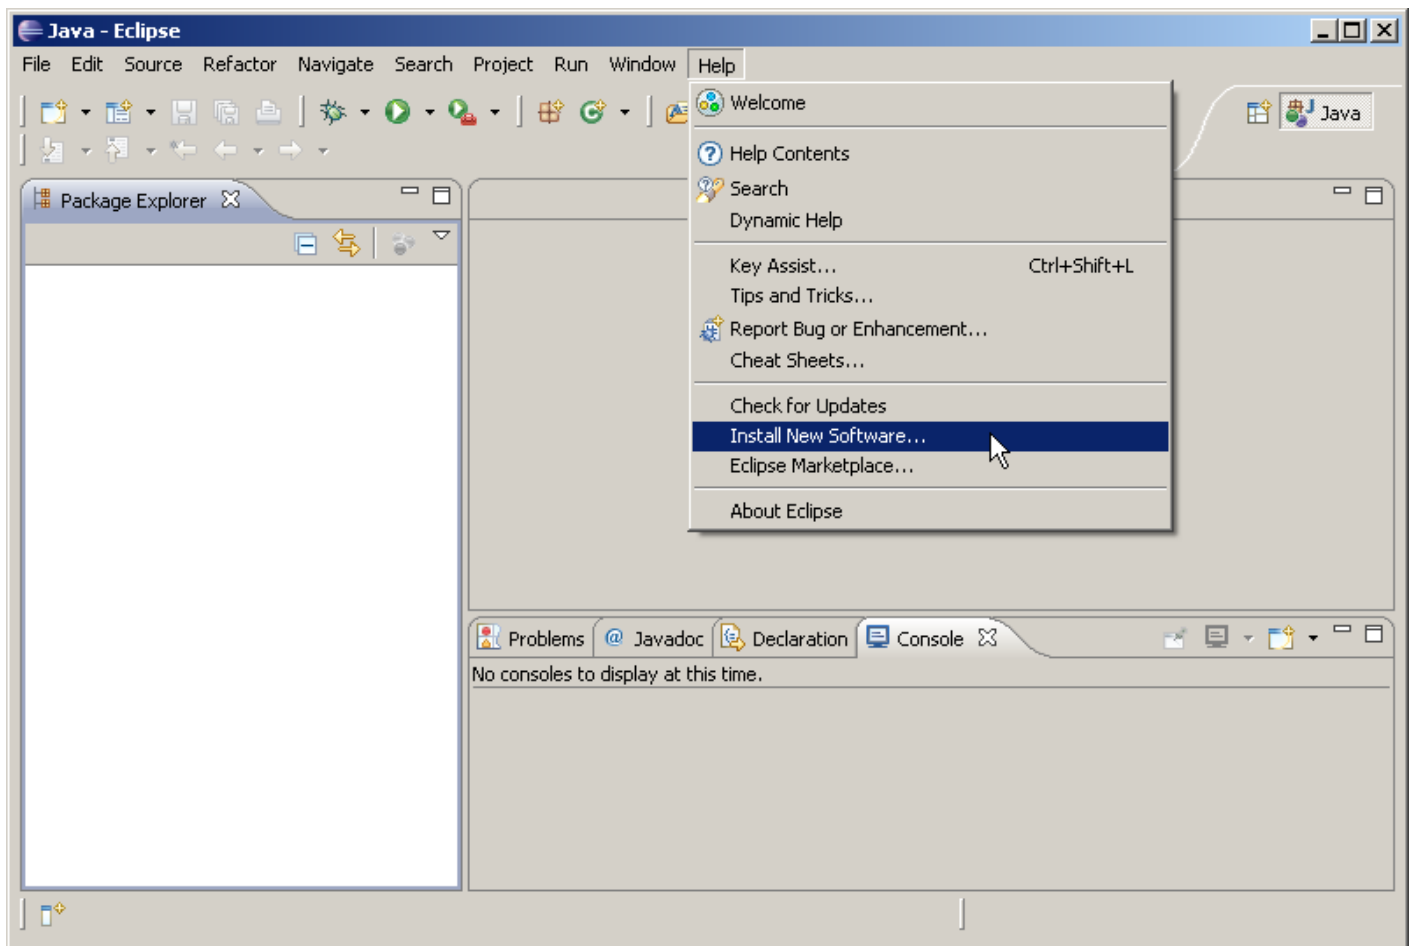 Java - Eclipse
File Edit Source Refactor Navigate Search Project Run Window Help
Welcome
Java
Help Contents
Search
Package Explorer
Dynamic Help
Key Assist... Ctrl+Shift+L
Tips and Tricks...
Report Bug or Enhancement...
Cheat Sheets...
Check for Updates
Install New Software...
Eclipse Marketplace...
About Eclipse
Problems @ Javadoc Declaration Console
No consoles to display at this time.